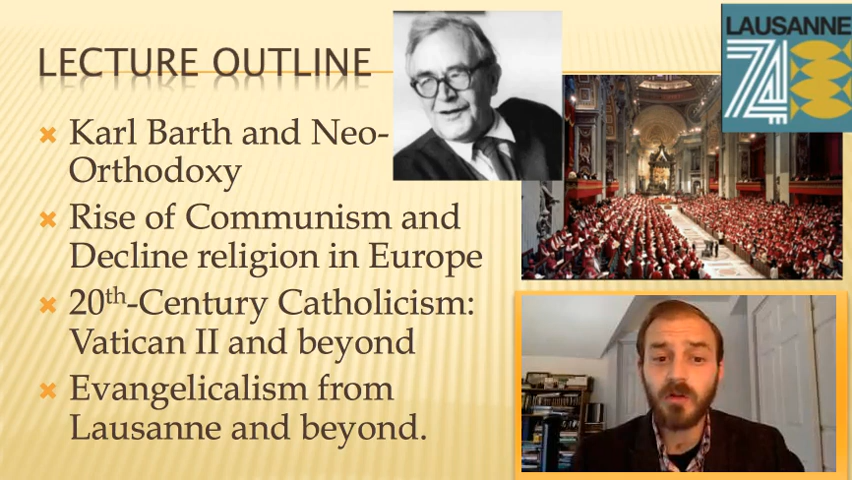 LECTURE OUTLINE
Karl Barth and Neo-
Orthodoxy
Rise of Communism and
Decline religion in Europe
20th-Century Catholicism:
Vatican II and beyond
Evangelicalism from
Lausanne and beyond.
LAUSANNE
74